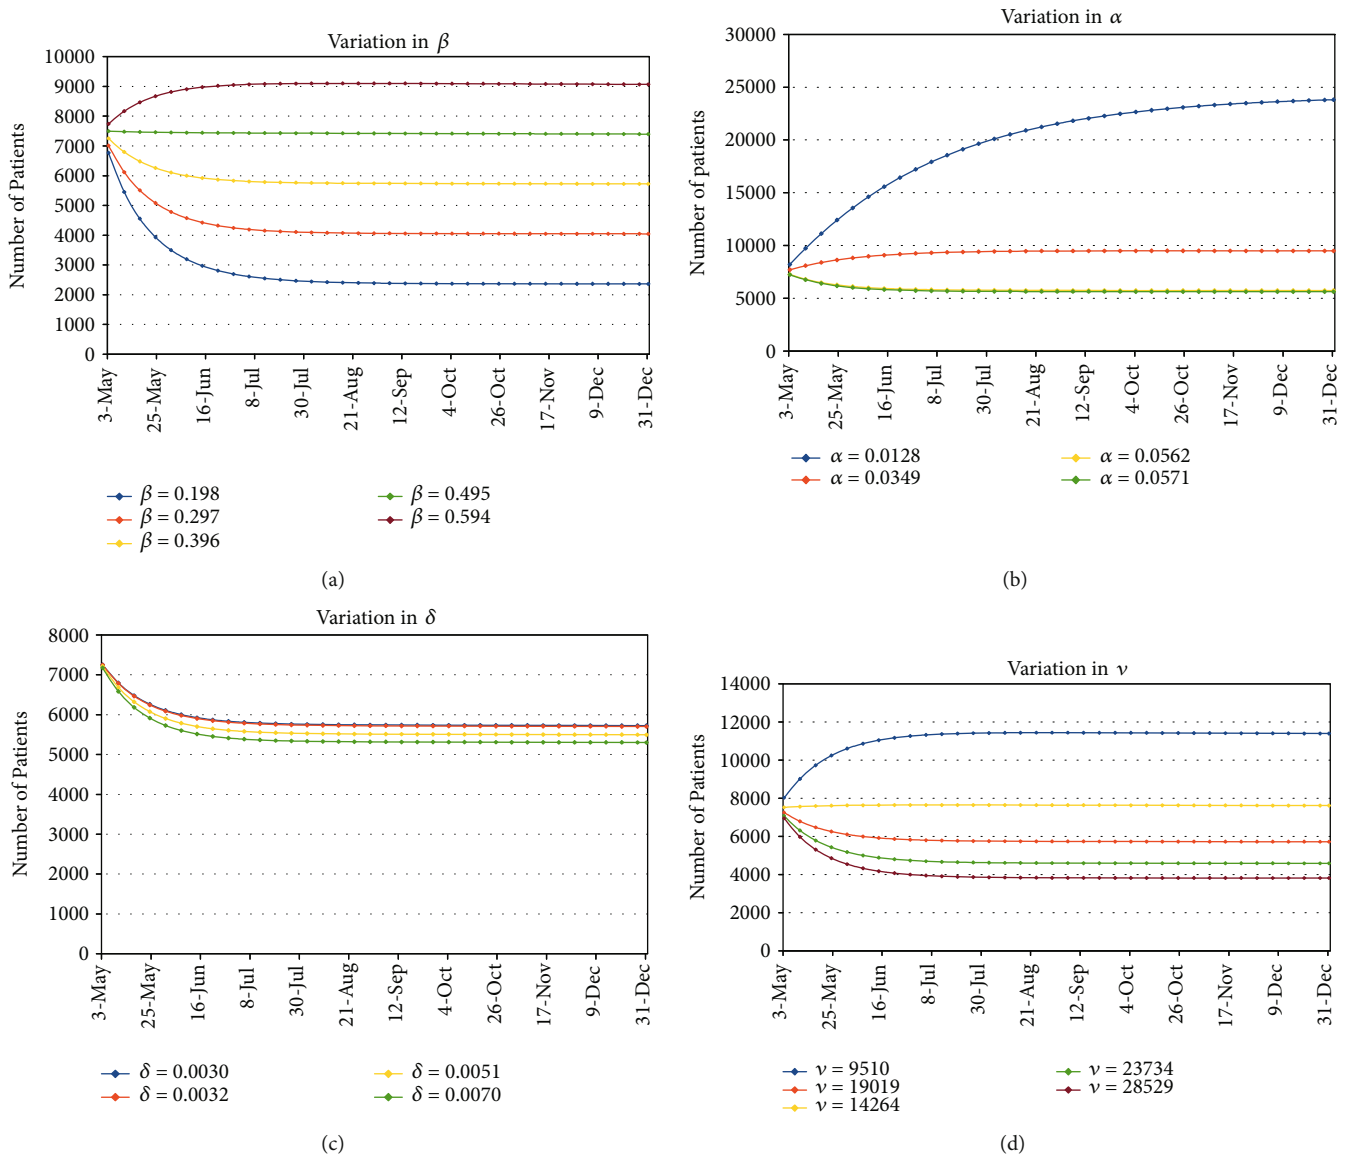 Variation in β
Number of Patients
10000
9000
8000
7000
6000
5000
4000
3000
2000
1000
0
3-May
25-May
16-Jun
8-Jul
30-Jul
21-Aug
12-Sep
4-Oct
26-Oct
17-Nov
9-Dec
31-Dec
β = 0.198
β = 0.297
β = 0.396
β = 0.495
β = 0.594
(a)
Variation in α
Number of patients
30000
25000
20000
15000
10000
5000
0
3-May
25-May
16-Jun
8-Jul
30-Jul
21-Aug
12-Sep
4-Oct
26-Oct
17-Nov
9-Dec
31-Dec
α = 0.0128
α = 0.0349
α = 0.0562
α = 0.0571
(b)
Variation in δ
Number of Patients
8000
7000
6000
5000
4000
3000
2000
1000
0
3-May
25-May
16-Jun
8-Jul
30-Jul
21-Aug
12-Sep
4-Oct
26-Oct
17-Nov
9-Dec
31-Dec
δ = 0.0030
δ = 0.0032
δ = 0.0051
δ = 0.0070
(c)
Variation in ν
Number of Patients
14000
12000
10000
8000
6000
4000
2000
0
3-May
25-May
16-Jun
8-Jul
30-Jul
21-Aug
12-Sep
4-Oct
26-Oct
17-Nov
9-Dec
31-Dec
ν = 9510
ν = 19019
ν = 14264
ν = 23734
ν = 28529
(d)